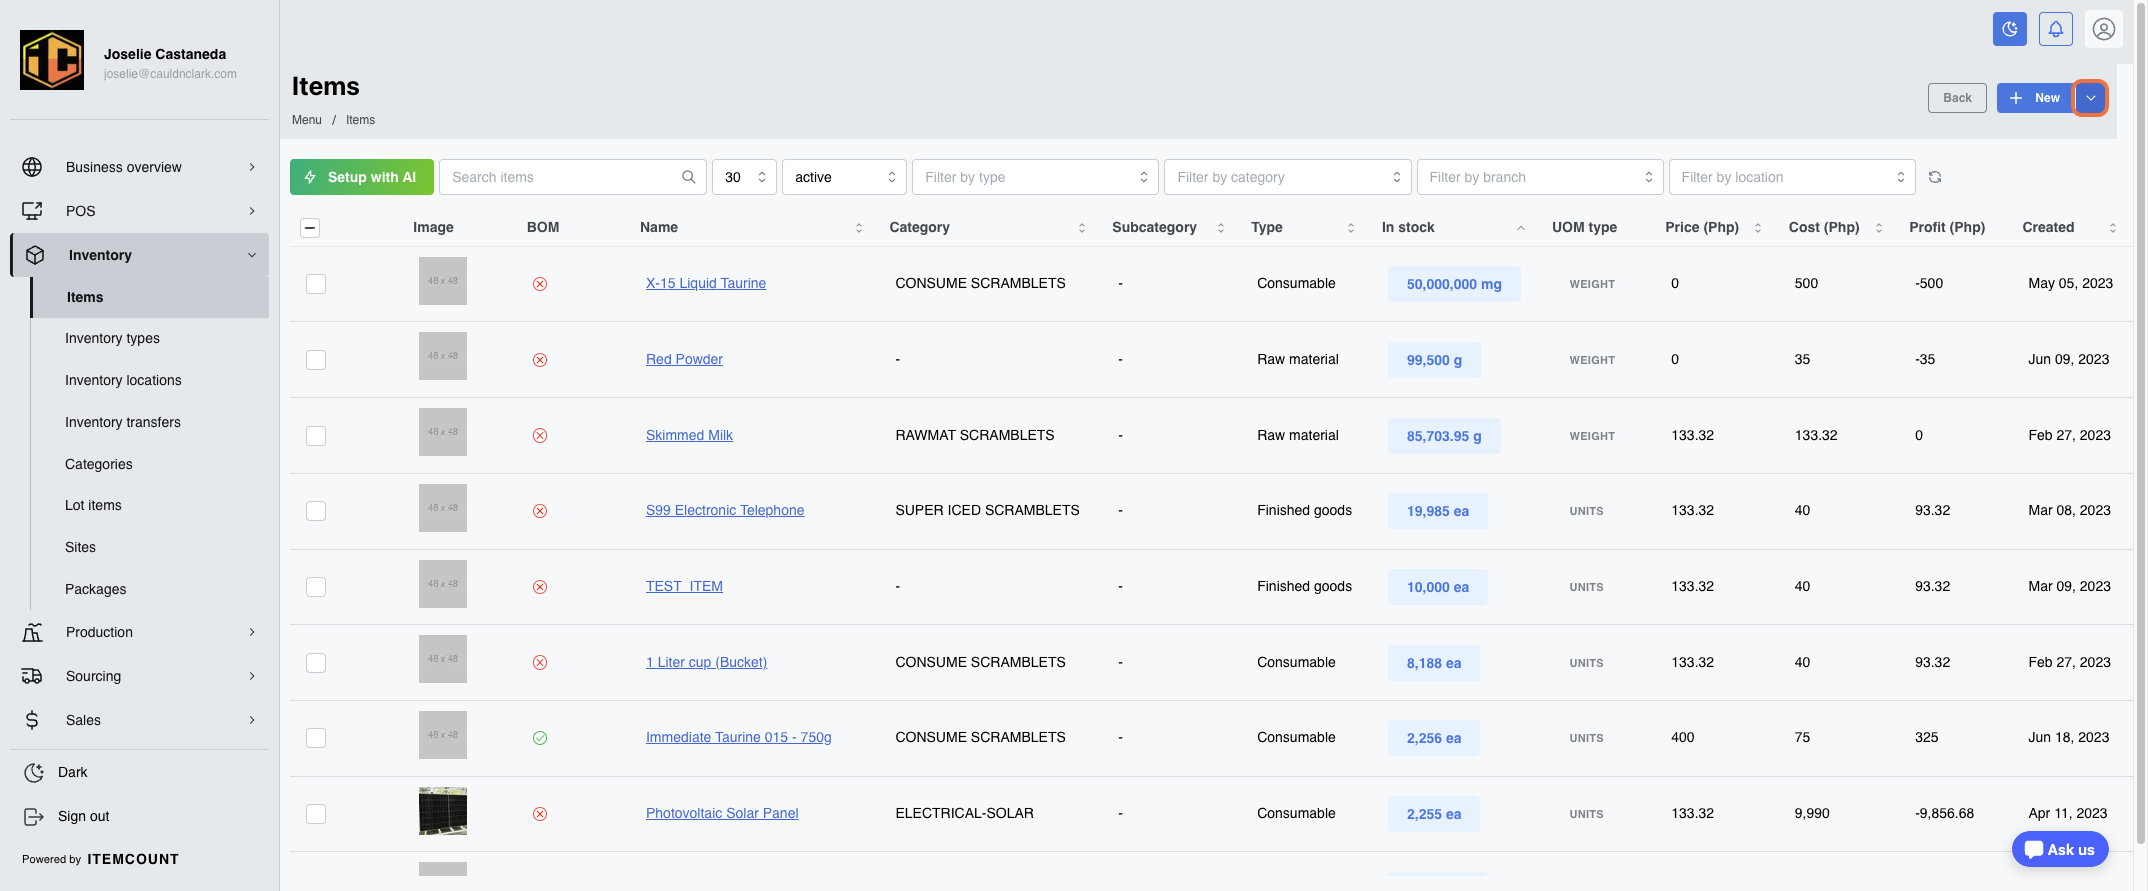 Joselie Castaneda
joselie@cauldnclark.com
Items
Menu / Items
Back
New
Business overview
POS
Inventory
Items
Inventory types
Inventory locations
Inventory transfers
Categories
Lot items
Sites
Packages
Production
Sourcing
Sales
Dark
Sign out
Powered by ITEMCOUNT
Setup with AI Search items 30 active Filter by type Filter by category Filter by branch Filter by location
Image BOM Name Category Subcategory Type In stock UOM type Price (Php) Cost (Php) Profit (Php) Created
48 x 48 X-15 Liquid Taurine CONSUME SCRAMBLETS - Consumable 50,000,000 mg WEIGHT 0 500 -500 May 05, 2023
48 x 48 Red Powder - - Raw material 99,500 g WEIGHT 0 35 -35 Jun 09, 2023
48 x 48 Skimmed Milk RAWMAT SCRAMBLETS - Raw material 85,703.95 g WEIGHT 133.32 133.32 0 Feb 27, 2023
48 x 48 S99 Electronic Telephone SUPER ICED SCRAMBLETS - Finished goods 19,985 ea UNITS 133.32 40 93.32 Mar 08, 2023
48 x 48 TEST_ITEM - - Finished goods 10,000 ea UNITS 133.32 40 93.32 Mar 09, 2023
48 x 48 1 Liter cup (Bucket) CONSUME SCRAMBLETS - Consumable 8,188 ea UNITS 133.32 40 93.32 Feb 27, 2023
48 x 48 Immediate Taurine 015 - 750g CONSUME SCRAMBLETS - Consumable 2,256 ea UNITS 400 75 325 Jun 18, 2023
Photovoltaic Solar Panel ELECTRICAL-SOLAR - Consumable 2,255 ea UNITS 133.32 9,990 -9,856.68 Apr 11, 2023
Ask us